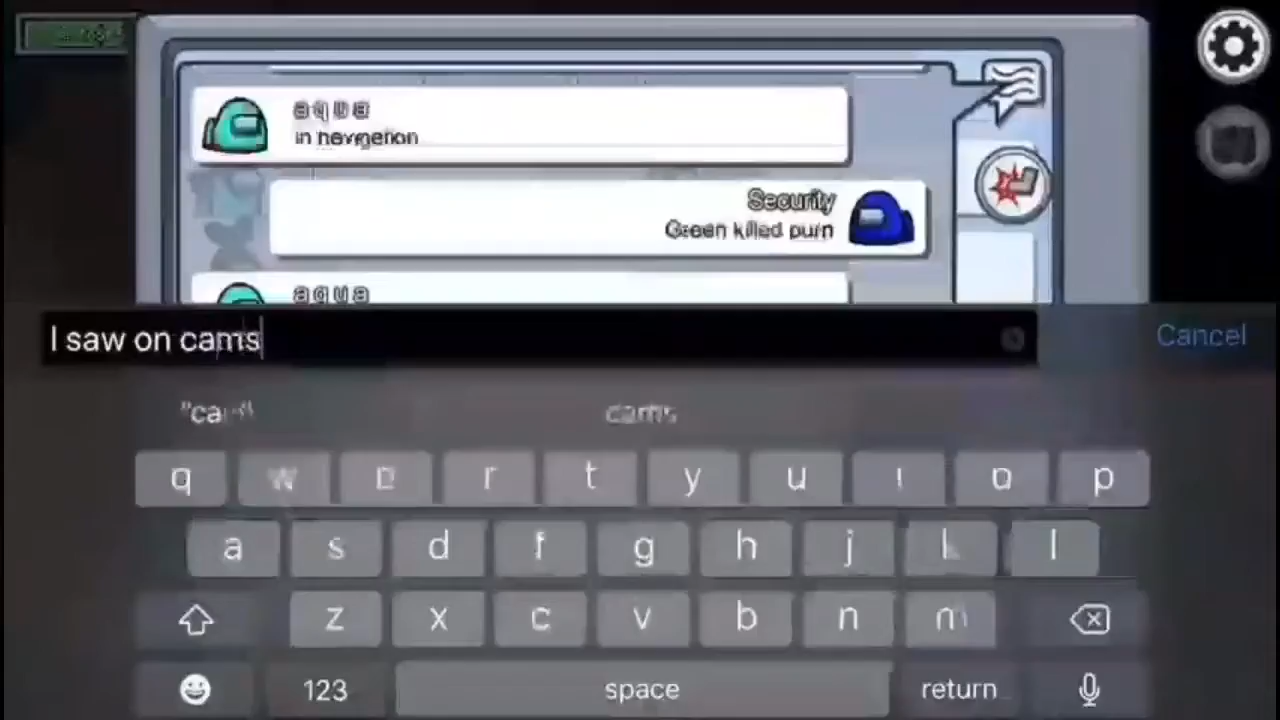 aqua
in navigation
Security
Green killed purn
aqua
I saw on cams
Cancel
cams
q w r t y u i o p
a s d f g h j k l
z x c v b n m
123 space return